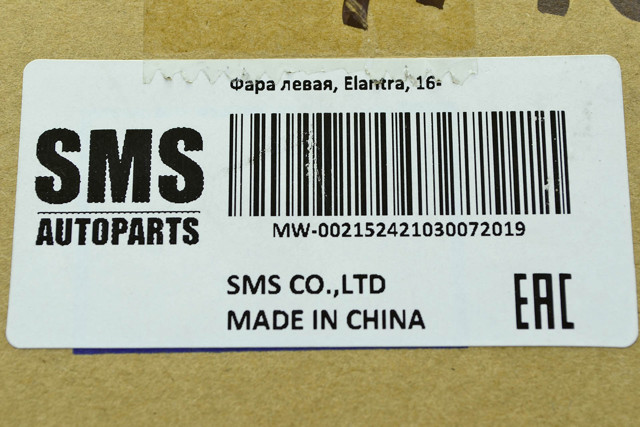 Фара левая, Elantra, 16-
SMS
AUTOPARTS
MW-002152421030072019
SMS CO.,LTD
MADE IN CHINA
EAC